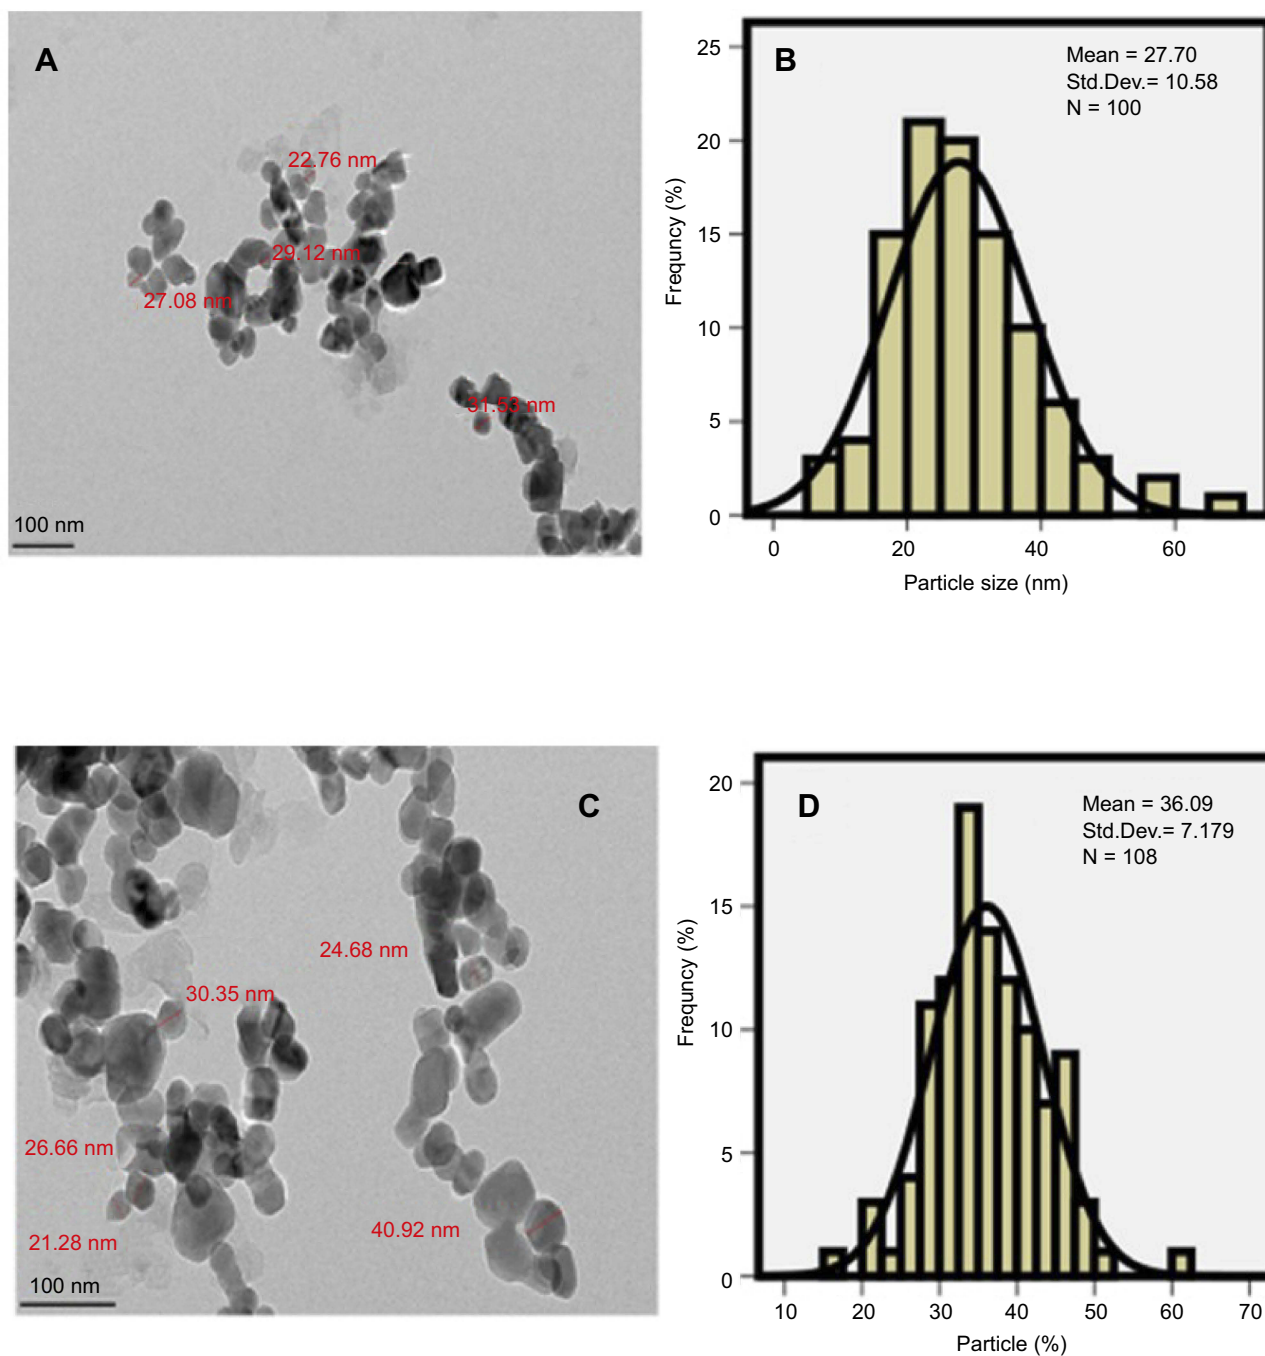 A
22.76 nm
29.12 nm
27.08 nm
31.53 nm
100 nm
B
Mean = 27.70
Std.Dev.= 10.58
N = 100
25
20
15
10
5
0
Frequncy (%)
0 20 40 60
Particle size (nm)
C
24.68 nm
30.35 nm
26.66 nm
21.28 nm
40.92 nm
100 nm
D
Mean = 36.09
Std.Dev.= 7.179
N = 108
20
15
10
5
0
Frequncy (%)
10 20 30 40 50 60 70
Particle (%)